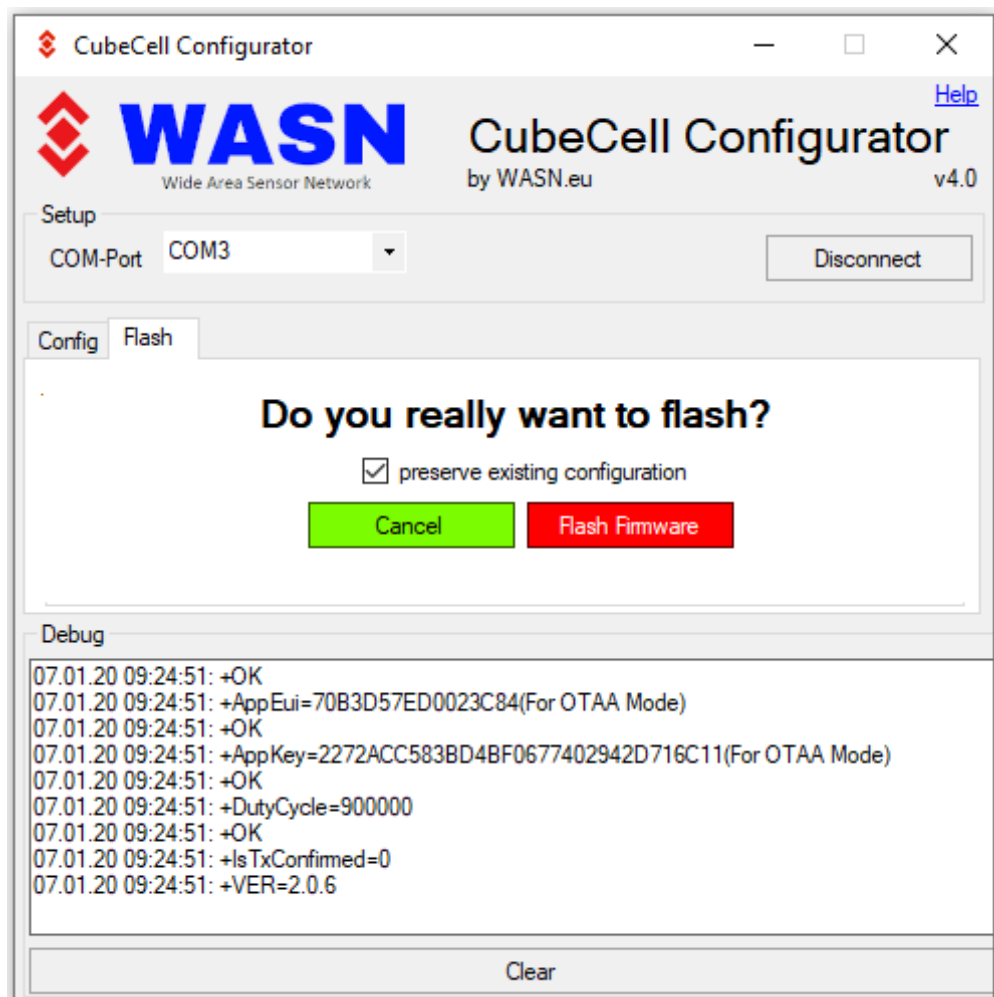 CubeCell Configurator
Help
WASN
Wide Area Sensor Network
CubeCell Configurator
by WASN.eu
v4.0
Setup
COM-Port
COM3
Disconnect
Config
Flash
Do you really want to flash?
preserve existing configuration
Cancel
Flash Firmware
Debug
07.01.20 09:24:51: +OK
07.01.20 09:24:51: +AppEui=70B3D57ED0023C84(For OTAA Mode)
07.01.20 09:24:51: +OK
07.01.20 09:24:51: +AppKey=2272ACC583BD4BF0677402942D716C11(For OTAA Mode)
07.01.20 09:24:51: +OK
07.01.20 09:24:51: +DutyCycle=900000
07.01.20 09:24:51: +OK
07.01.20 09:24:51: +IsTxConfirmed=0
07.01.20 09:24:51: +VER=2.0.6
Clear